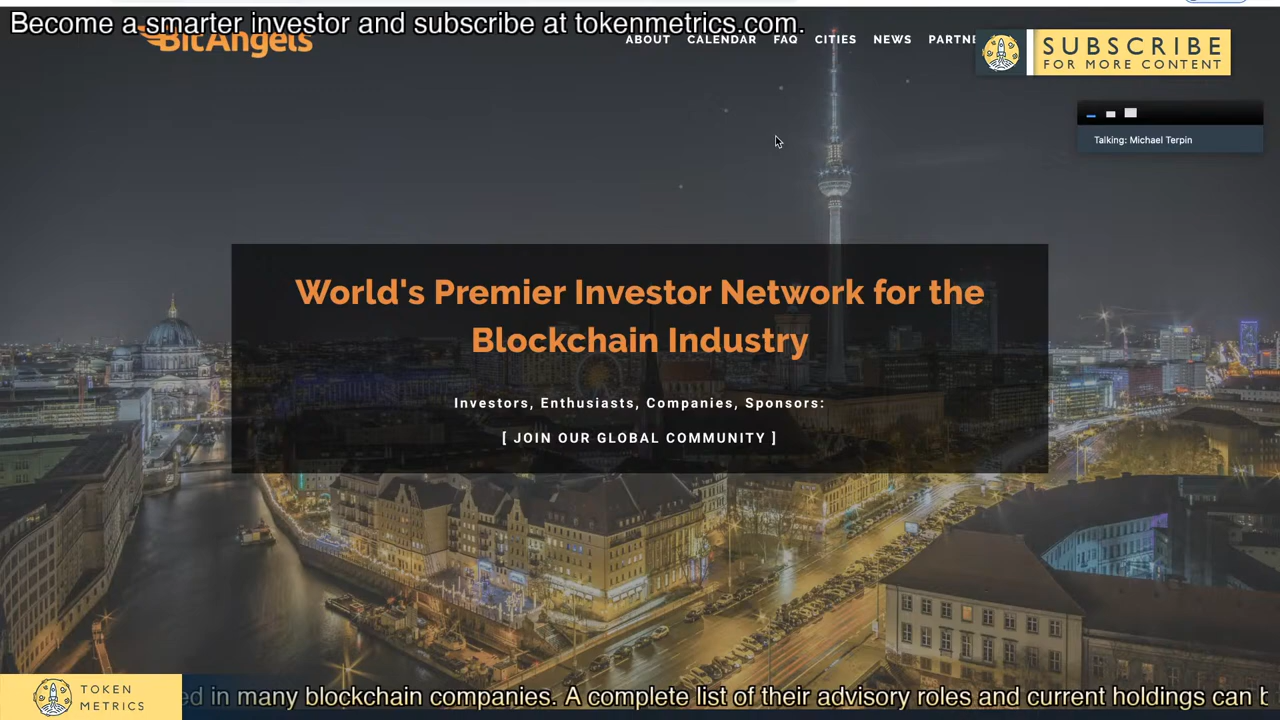 Become a smarter investor and subscribe at tokenmetrics.com.
BitAngels
ABOUT CALENDAR FAQ CITIES NEWS PARTNE
SUBSCRIBE
FOR MORE CONTENT
Talking: Michael Terpin
World's Premier Investor Network for the
Blockchain Industry
Investors, Enthusiasts, Companies, Sponsors:
[ JOIN OUR GLOBAL COMMUNITY ]
TOKEN
METRICS
ed in many blockchain companies. A complete list of their advisory roles and current holdings can b